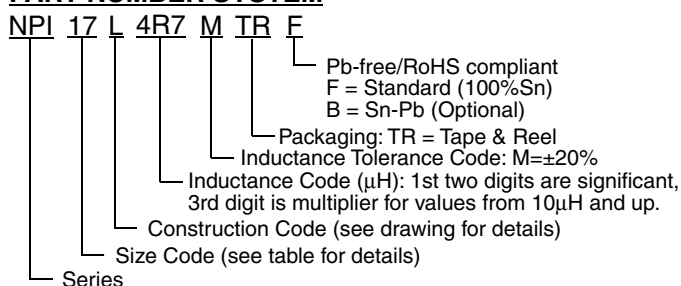 PART NUMBER SYSTEM
NPI 17 L 4R7 M TR F
Pb-free/RoHS compliant
F = Standard (100%Sn)
B = Sn-Pb (Optional)
Packaging: TR = Tape & Reel
Inductance Tolerance Code: M=±20%
Inductance Code (µH): 1st two digits are significant,
3rd digit is multiplier for values from 10µH and up.
Construction Code (see drawing for details)
Size Code (see table for details)
Series